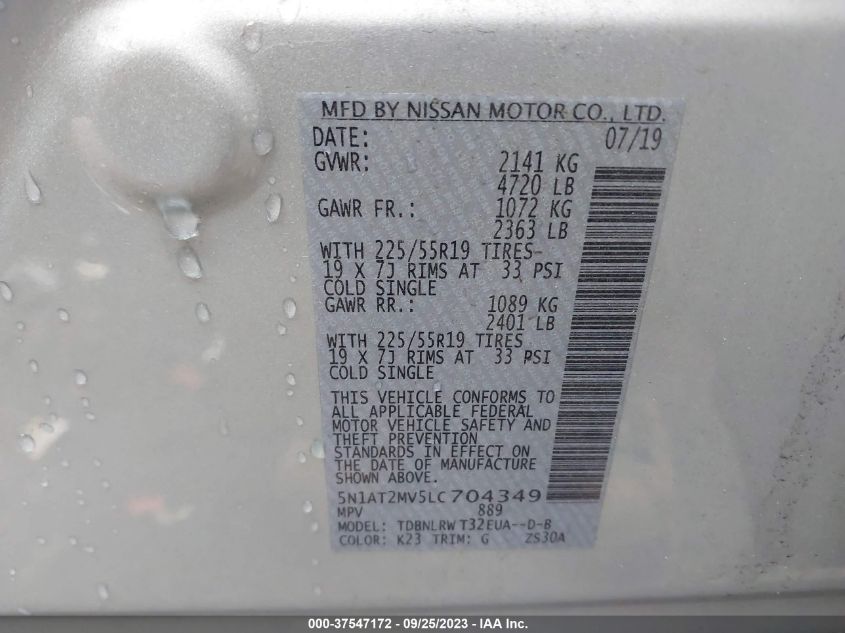 MFD BY NISSAN MOTOR CO., LTD.
DATE: 07/19
GVWR: 2141 KG
4720 LB
GAWR FR.: 1072 KG
2363 LB
WITH 225/55R19 TIRES
19 X 7J RIMS AT 33 PSI
COLD SINGLE
GAWR RR.: 1089 KG
2401 LB
WITH 225/55R19 TIRES
19 X 7J RIMS AT 33 PSI
COLD SINGLE
THIS VEHICLE CONFORMS TO
ALL APPLICABLE FEDERAL
MOTOR VEHICLE SAFETY AND
THEFT PREVENTION
STANDARDS IN EFFECT ON
THE DATE OF MANUFACTURE
SHOWN ABOVE.
5N1AT2MV5LC704349
MPV 889
MODEL: TDBNLRW T32EUA--D-B
COLOR: K23 TRIM: G ZS30A
000-37547172 - 09/25/2023 - IAA Inc.